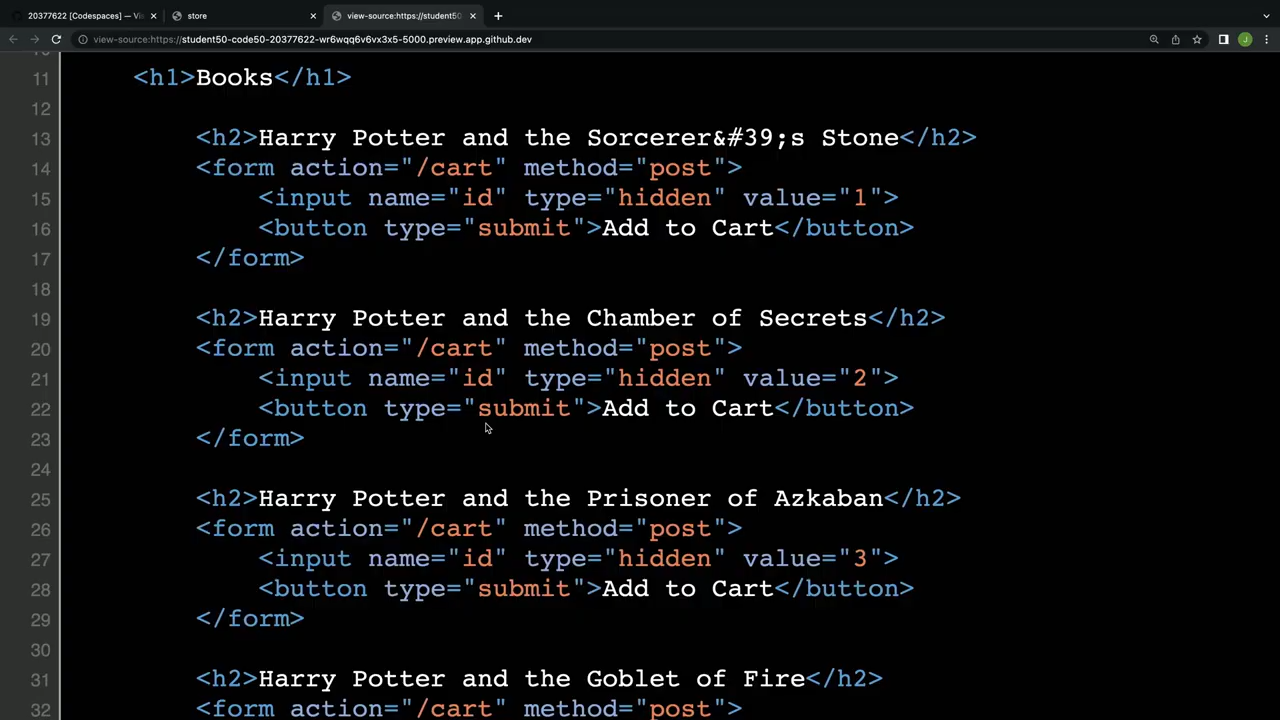 20377622 [Codespaces] — Vis
store
view-source:https://student50
view-source:https://student50-code50-20377622-wr6wqq6v6vx3x5-5000.preview.app.github.dev
J
11 <h1>Books</h1>
12
13 <h2>Harry Potter and the Sorcerer&#39;s Stone</h2>
14 <form action="/cart" method="post">
15 <input name="id" type="hidden" value="1">
16 <button type="submit">Add to Cart</button>
17 </form>
18
19 <h2>Harry Potter and the Chamber of Secrets</h2>
20 <form action="/cart" method="post">
21 <input name="id" type="hidden" value="2">
22 <button type="submit">Add to Cart</button>
23 </form>
24
25 <h2>Harry Potter and the Prisoner of Azkaban</h2>
26 <form action="/cart" method="post">
27 <input name="id" type="hidden" value="3">
28 <button type="submit">Add to Cart</button>
29 </form>
30
31 <h2>Harry Potter and the Goblet of Fire</h2>
32 <form action="/cart" method="post">